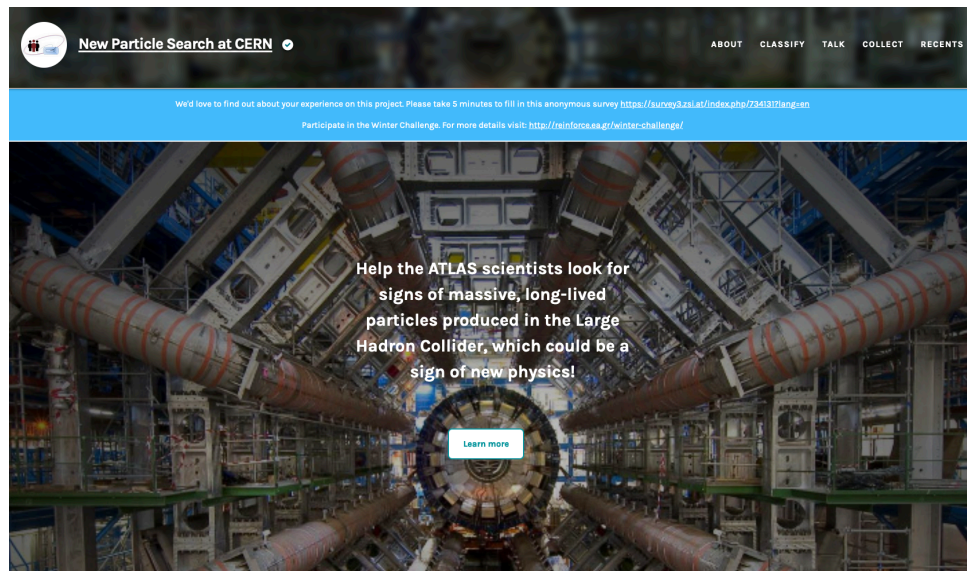 New Particle Search at CERN
ABOUT CLASSIFY TALK COLLECT RECENTS
We'd love to find out about your experience on this project. Please take 5 minutes to fill in this anonymous survey https://survey3.zsi.at/index.php/734131?lang=en
Participate in the Winter Challenge. For more details visit: http://reinforce.ea.gr/winter-challenge/
Help the ATLAS scientists look for
signs of massive, long-lived
particles produced in the Large
Hadron Collider, which could be a
sign of new physics!
Learn more